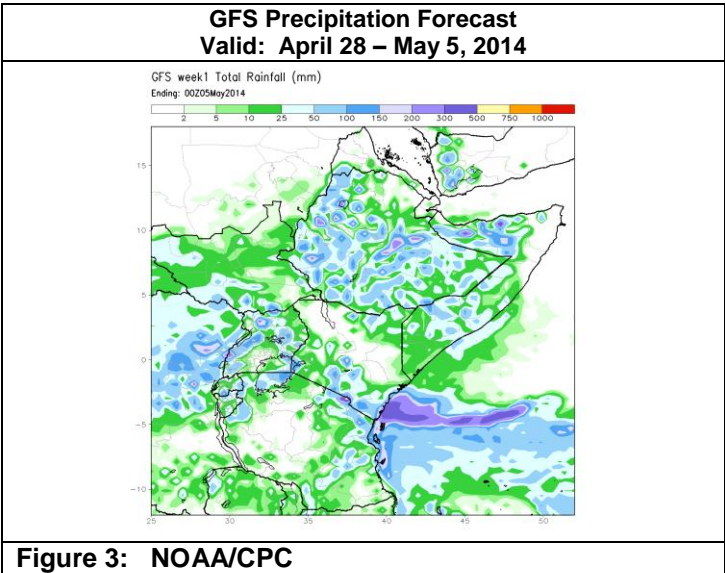 GFS Precipitation Forecast
Valid: April 28 – May 5, 2014
GFS week1 Total Rainfall (mm)
Ending: 00Z05May2014
2 5 10 25 50 100 150 200 300 500 750 1000
15
10
5
0
−5
−10
25 30 35 40 45 50
Figure 3: NOAA/CPC